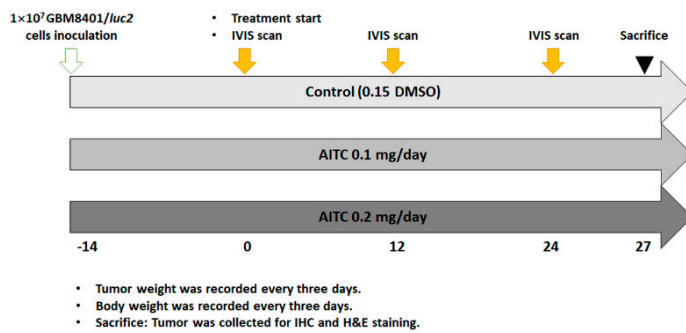 1×10⁷GBM8401/luc2
cells inoculation
• Treatment start
• IVIS scan
IVIS scan
IVIS scan
Sacrifice
Control (0.15 DMSO)
AITC 0.1 mg/day
AITC 0.2 mg/day
-14 0 12 24 27
• Tumor weight was recorded every three days.
• Body weight was recorded every three days.
• Sacrifice: Tumor was collected for IHC and H&E staining.